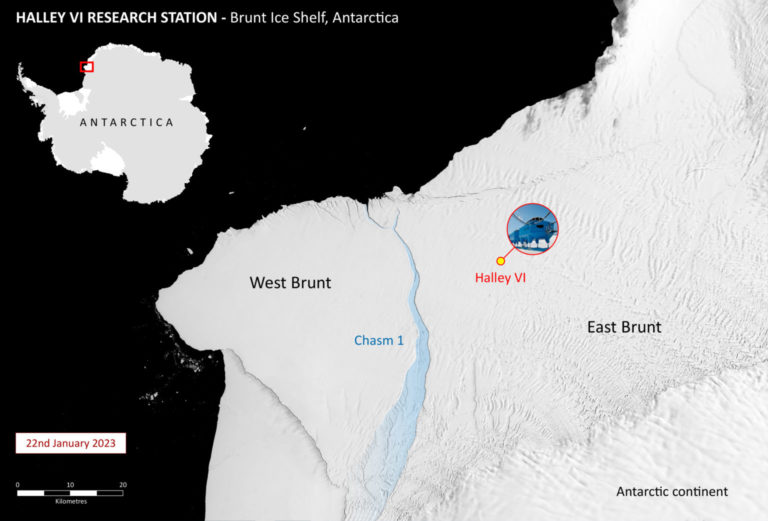 HALLEY VI RESEARCH STATION - Brunt Ice Shelf, Antarctica
ANTARCTICA
West Brunt
Halley VI
East Brunt
Chasm 1
22nd January 2023
0 10 20
Kilometres
Antarctic continent